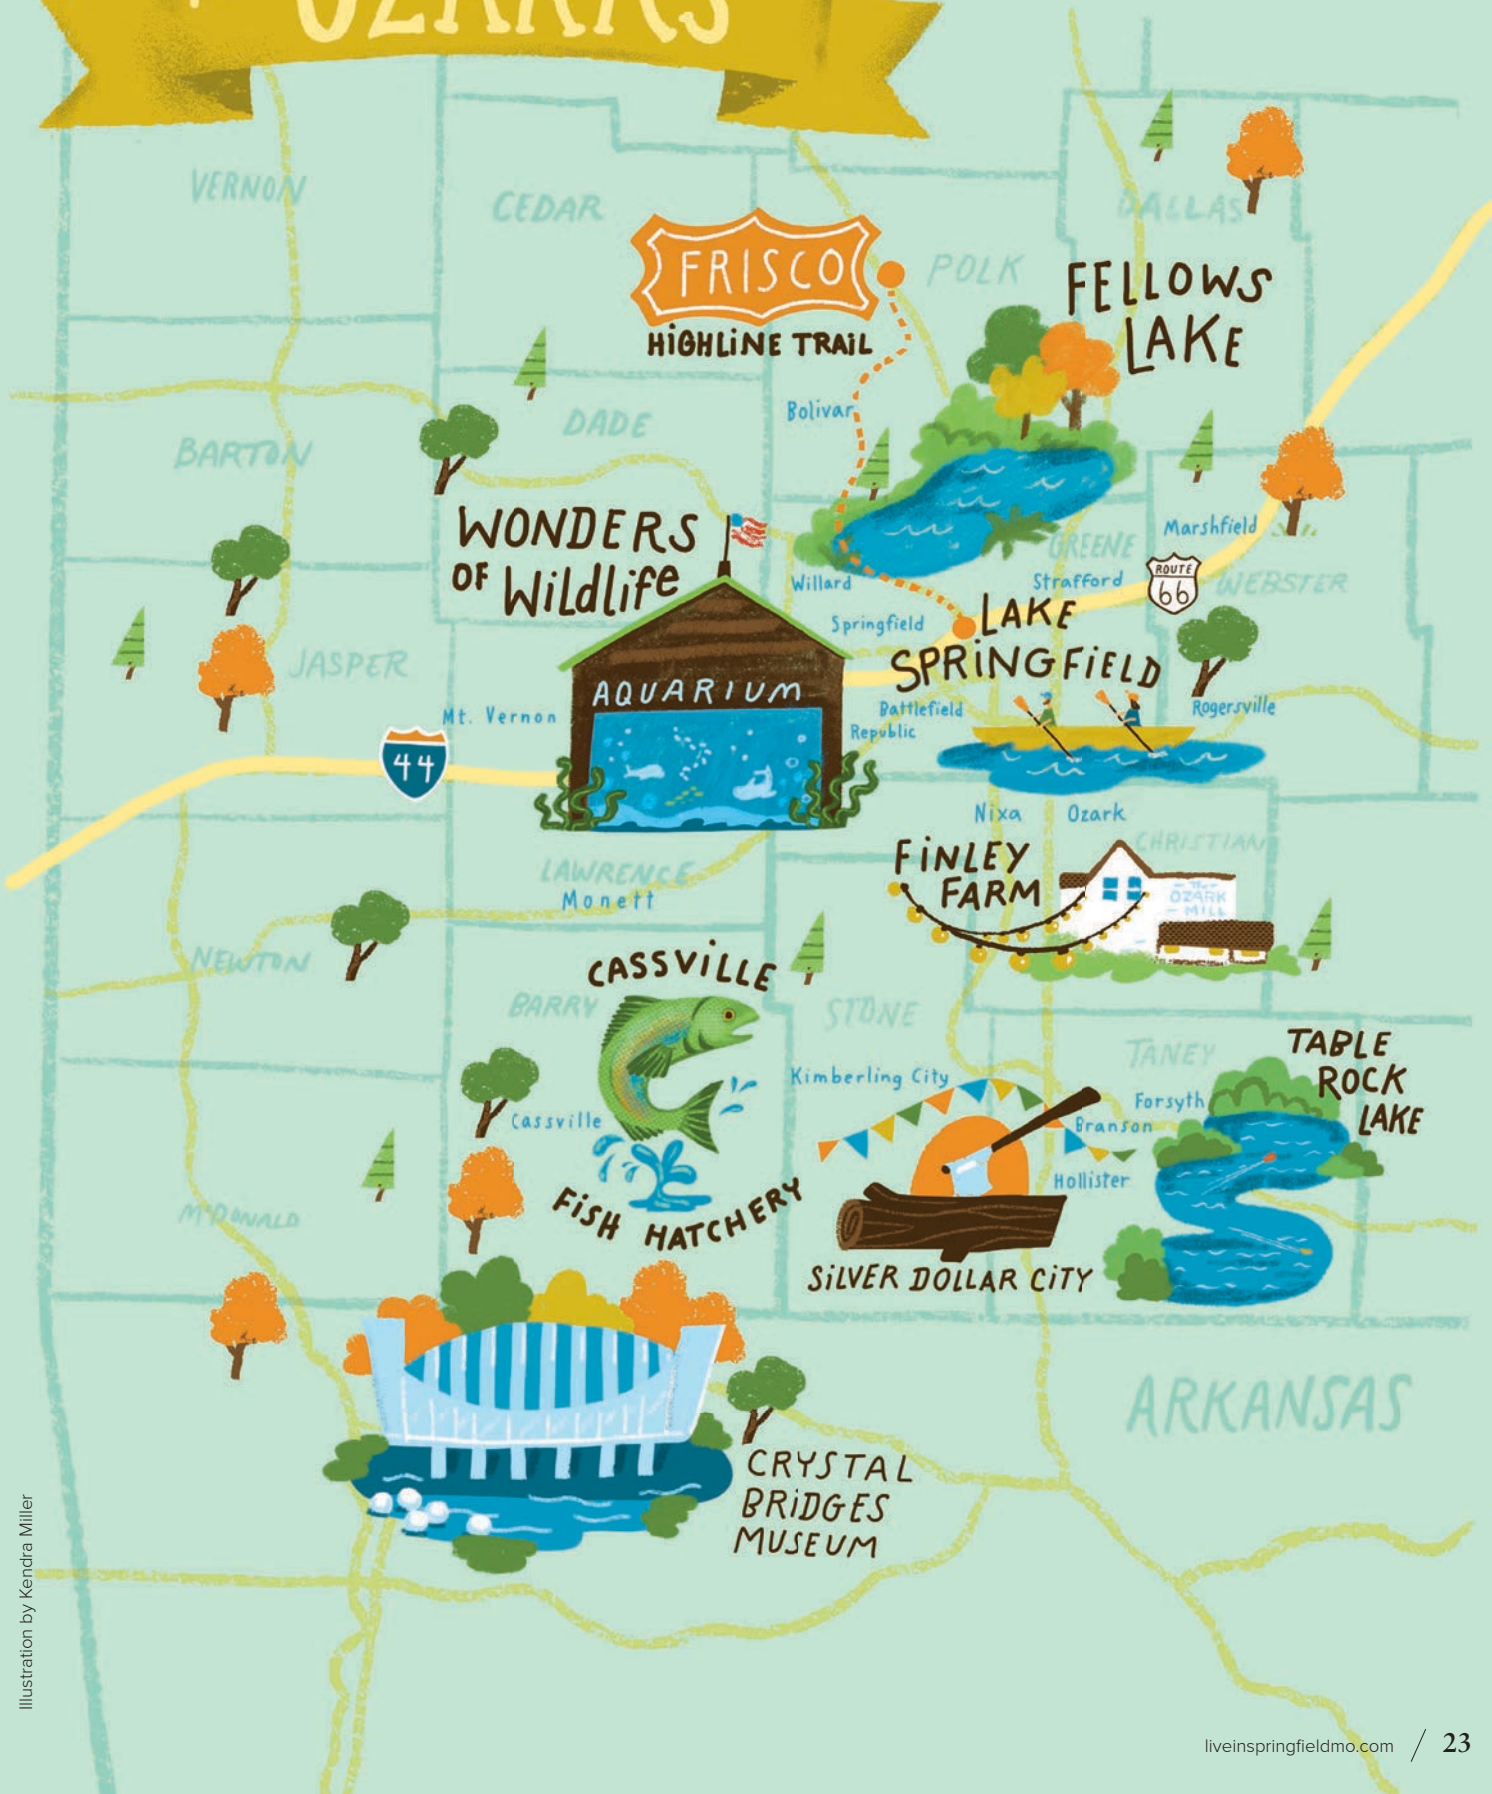 OZARKS
VERNON
CEDAR
DALLAS
FRISCO
POLK
HIGHLINE TRAIL
FELLOWS
LAKE
Bolivar
DADE
BARTON
WONDERS
OF Wildlife
Marshfield
GREENE
Willard
Strafford
ROUTE
66
WEBSTER
Springfield
LAKE
SPRINGFIELD
JASPER
AQUARIUM
Mt. Vernon
Battlefield
Republic
Rogersville
44
Nixa
Ozark
CHRISTIAN
FINLEY
FARM
THE
OZARK
MILL
LAWRENCE
Monett
NEWTON
CASSVILLE
BARRY
STONE
TANEY
TABLE
ROCK
LAKE
Kimberling City
Forsyth
Branson
Cassville
Hollister
FISH HATCHERY
McDONALD
SILVER DOLLAR CITY
ARKANSAS
CRYSTAL
BRIDGES
MUSEUM
Illustration by Kendra Miller
liveinspringfieldmo.com / 23